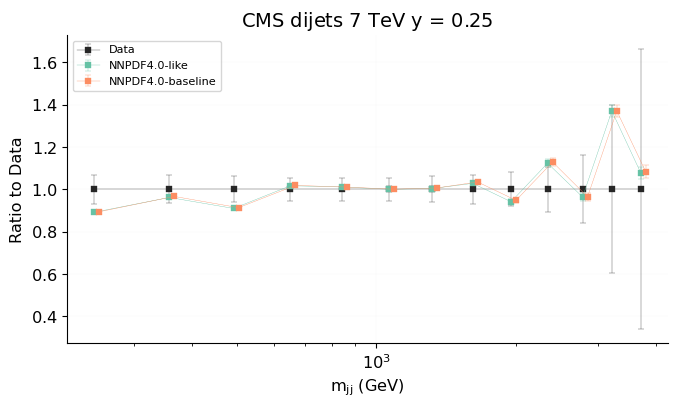 CMS dijets 7 TeV y = 0.25
Data
NNPDF4.0-like
NNPDF4.0-baseline
Ratio to Data
1.6
1.4
1.2
1.0
0.8
0.6
0.4
10³
m_jj (GeV)